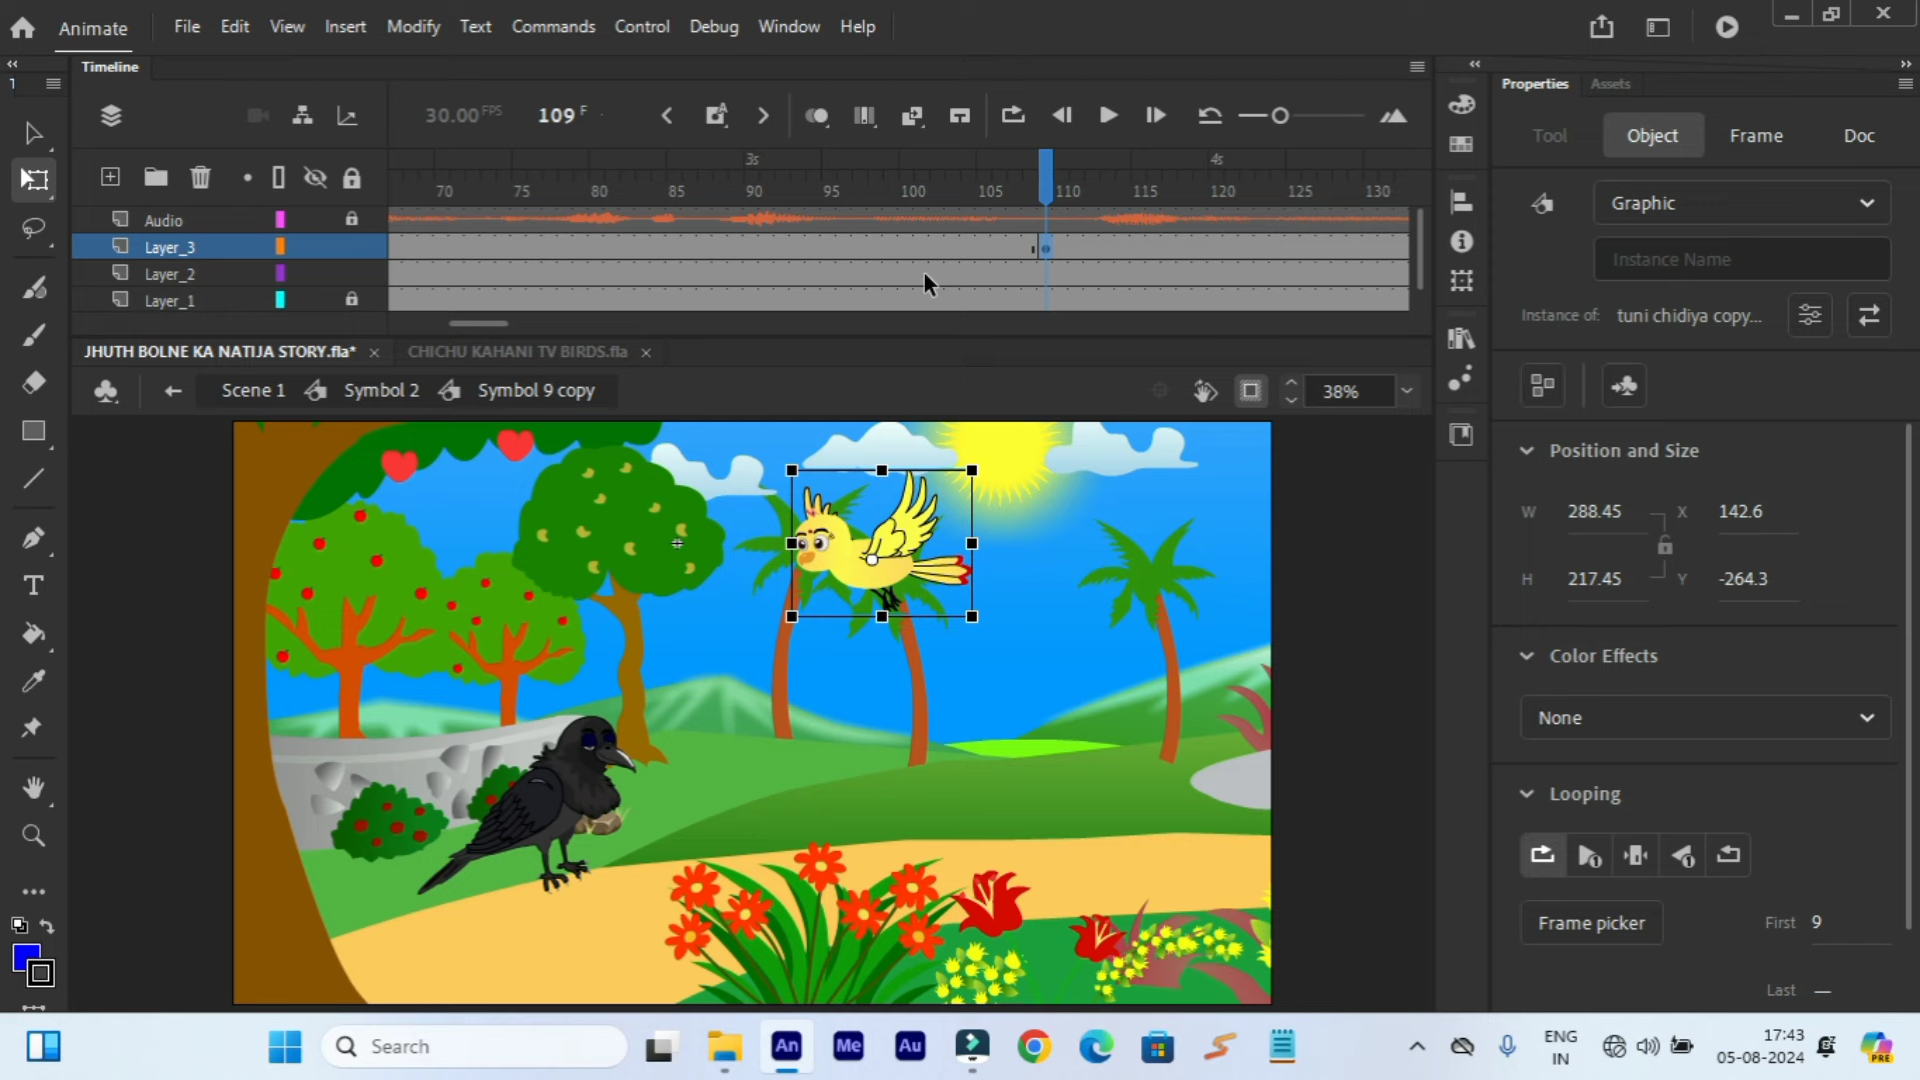 Animate File Edit View Insert Modify Text Commands Control Debug Window Help
Timeline
1 Properties Assets
30.00 FPS 109 F Tool Object Frame Doc
3s 4s
70 75 80 85 90 95 100 105 110 115 120 125 130
Audio Graphic
Layer_3 Instance Name
Layer_2
Layer_1 Instance of: tuni chidiya copy...
JHUTH BOLNE KA NATIJA STORY.fla* CHICHU KAHANI TV BIRDS.fla
Scene 1 Symbol 2 Symbol 9 copy 38%
Position and Size
W 288.45 X 142.6
H 217.45 Y -264.3
Color Effects
None
Looping
Frame picker First 9
Last —
Search An Me Au ENG IN 17:43 05-08-2024 PRE